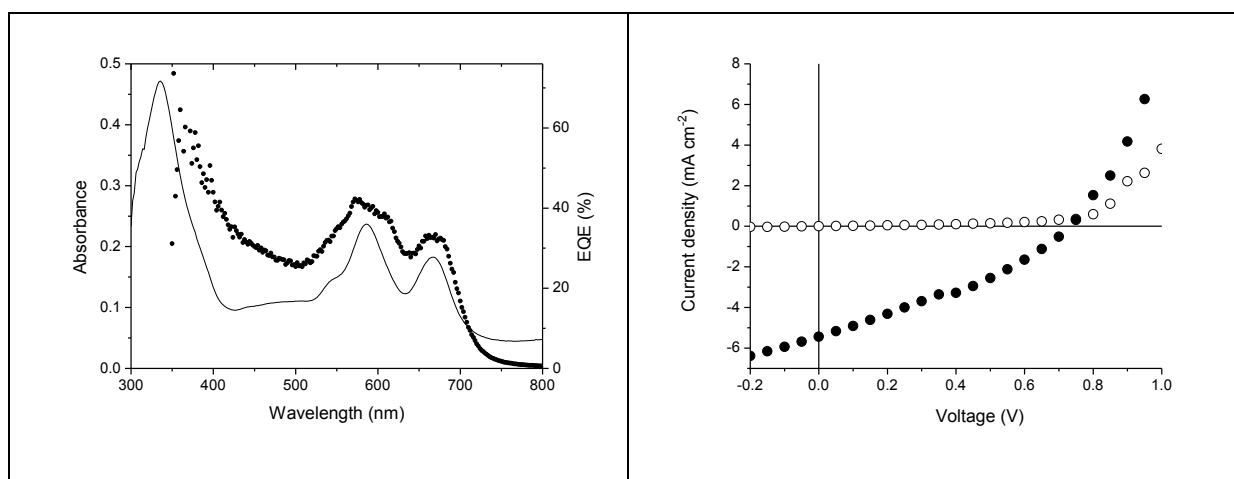 0.5
0.4
0.3
0.2
0.1
0.0
Absorbance
60
40
20
0
EQE (%)
300 400 500 600 700 800
Wavelength (nm)
8
6
4
2
0
-2
-4
-6
Current density (mA cm-2)
-0.2 0.0 0.2 0.4 0.6 0.8 1.0
Voltage (V)